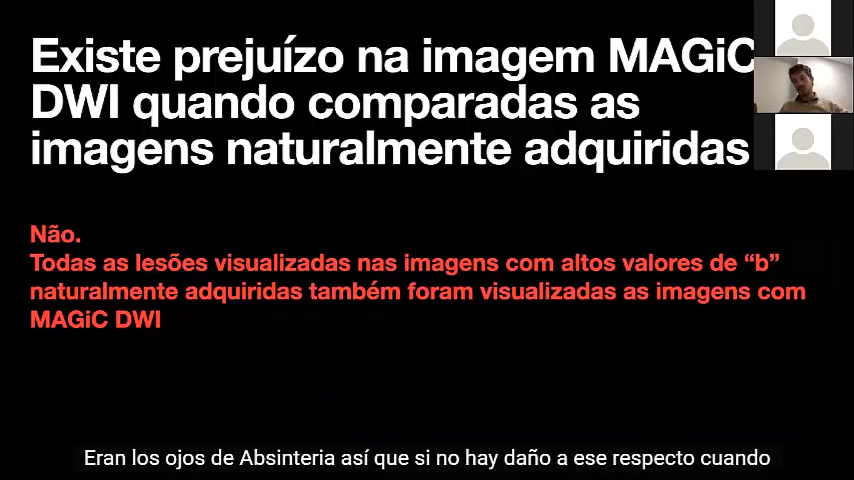 Existe prejuízo na imagem MAGiC
DWI quando comparadas as
imagens naturalmente adquiridas
Não.
Todas as lesões visualizadas nas imagens com altos valores de “b”
naturalmente adquiridas também foram visualizadas as imagens com
MAGiC DWI
Eran los ojos de Absinteria así que si no hay daño a ese respecto cuando